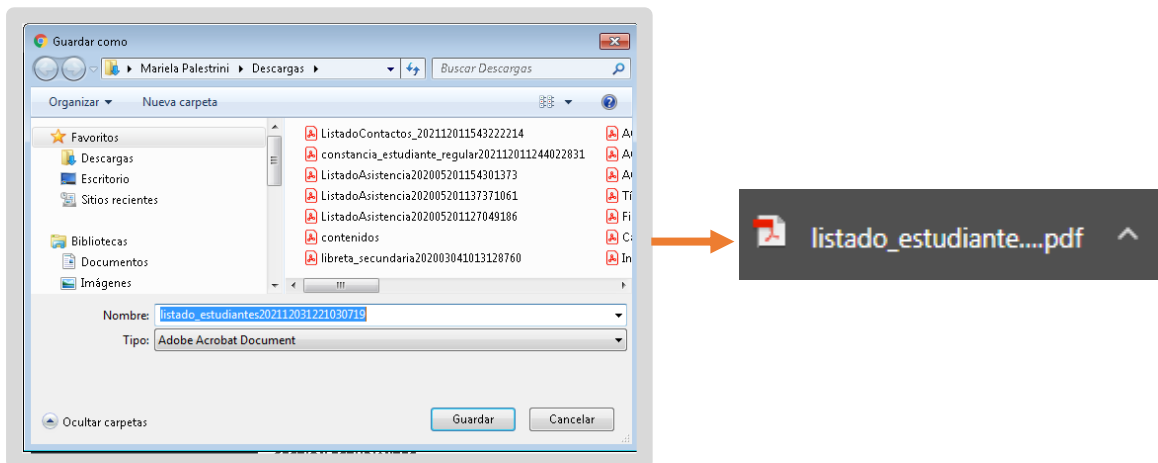 Guardar como
Mariela Palestrini Descargas Buscar Descargas
Organizar Nueva carpeta
Favoritos
Descargas
Escritorio
Sitios recientes
Bibliotecas
Documentos
Imágenes
ListadoContactos_202112011543222214
constancia_estudiante_regular202112011244022831
ListadoAsistencia202005201154301373
ListadoAsistencia202005201137371061
ListadoAsistencia202005201127049186
contenidos
libreta_secundaria202003041013128760
Nombre: listado_estudiantes202112031221030719
Tipo: Adobe Acrobat Document
Ocultar carpetas Guardar Cancelar
listado_estudiante....pdf